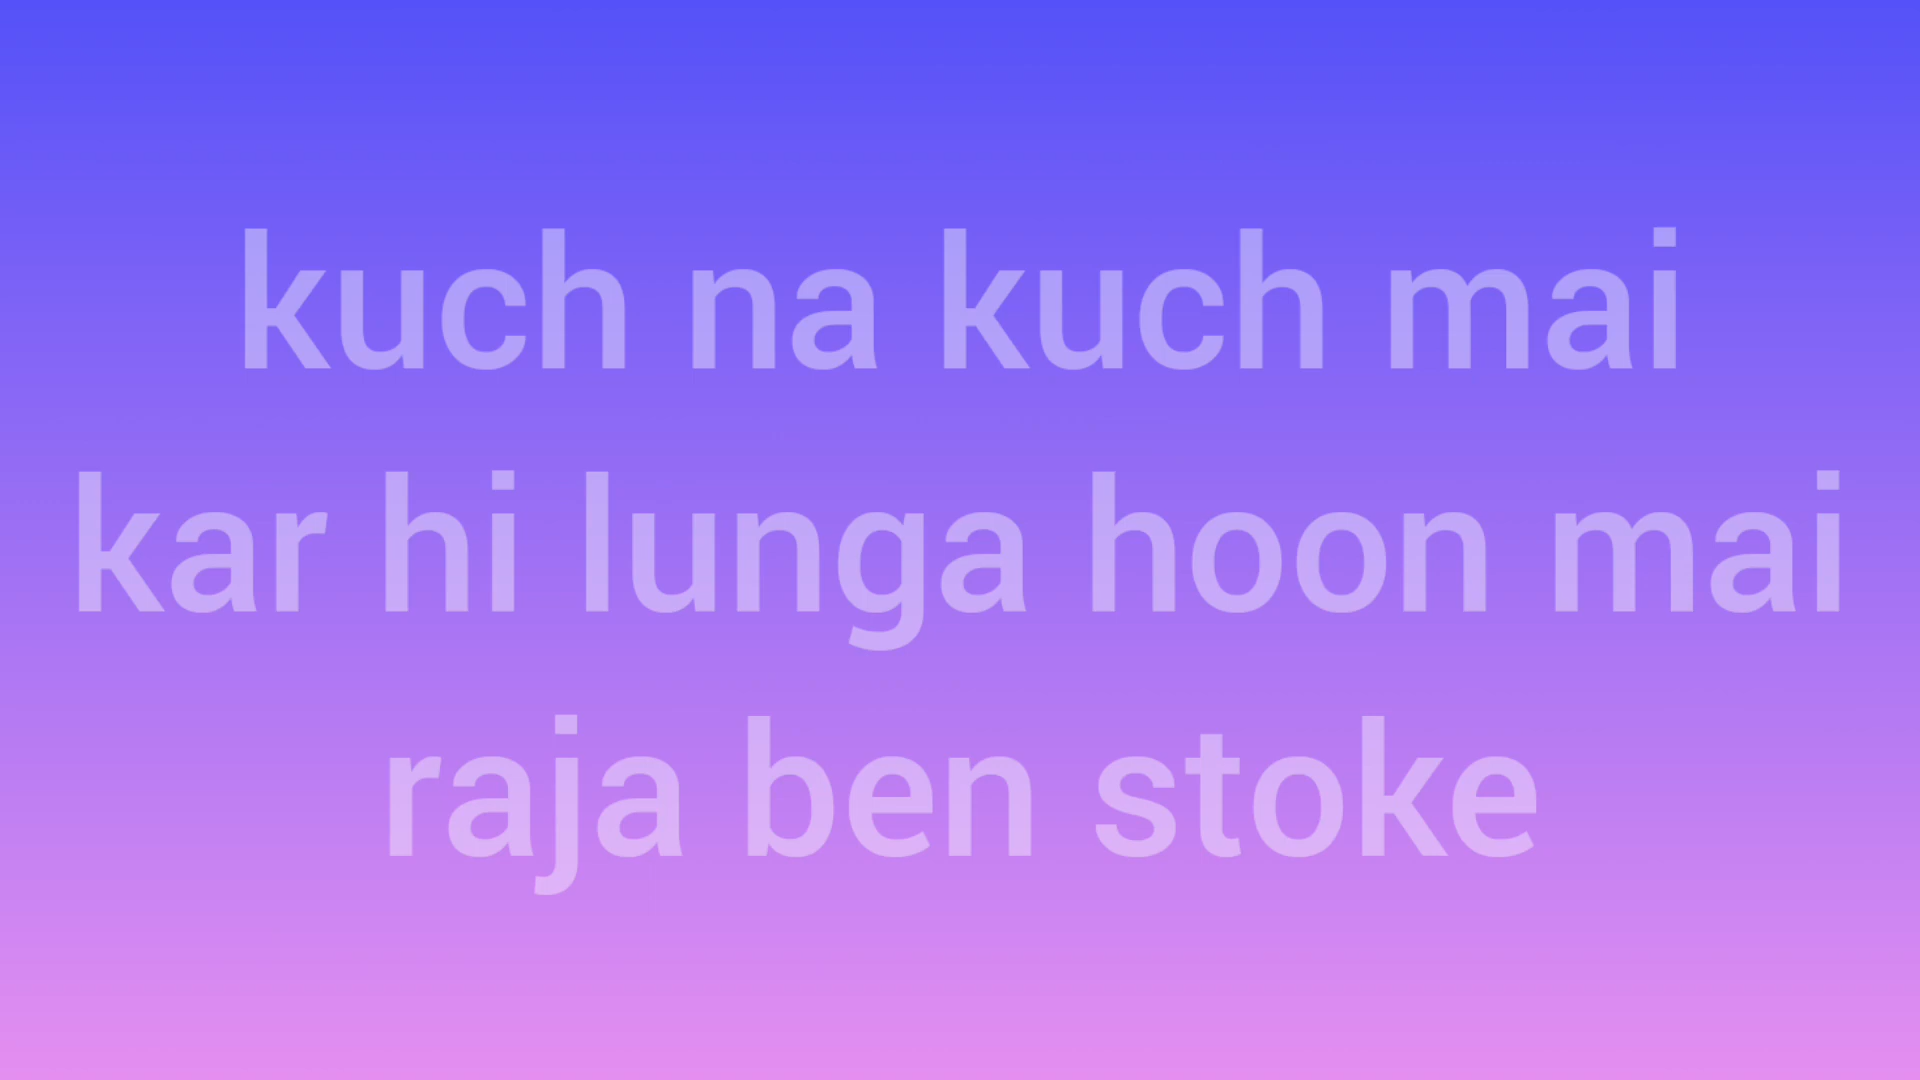 kuch na kuch mai
kar hi lunga hoon mai
raja ben stoke